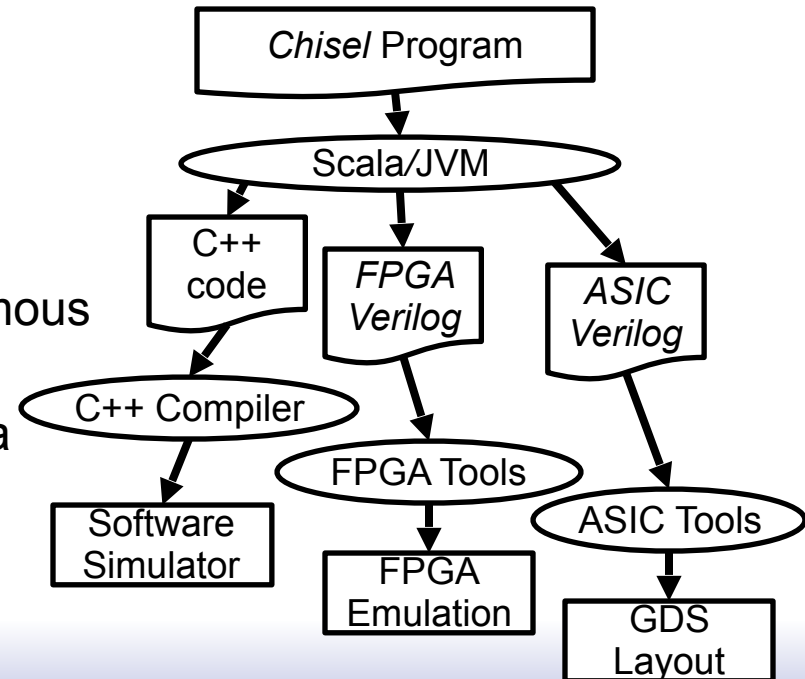 Chisel Program
Scala/JVM
C++
code
FPGA
Verilog
ASIC
Verilog
nous
C++ Compiler
a
FPGA Tools
ASIC Tools
Software
Simulator
FPGA
Emulation
GDS
Layout